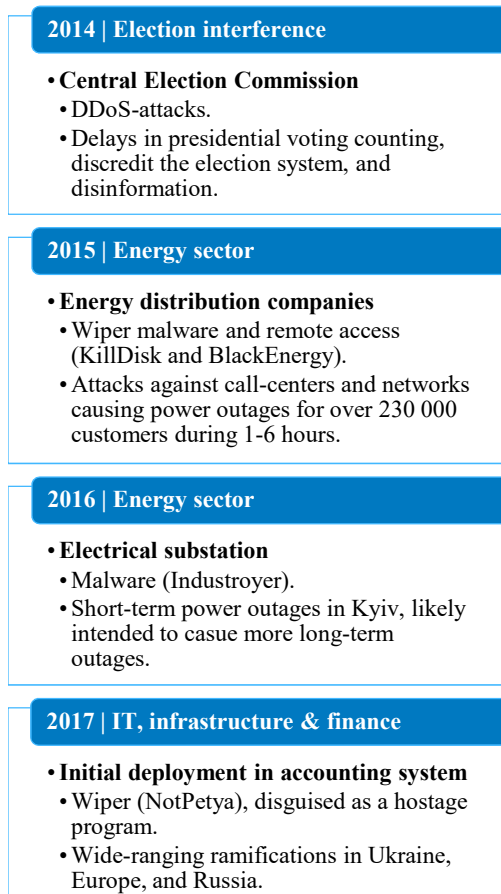 2014 | Election interference
• Central Election Commission
• DDoS-attacks.
• Delays in presidential voting counting,
discredit the election system, and
disinformation.
2015 | Energy sector
• Energy distribution companies
• Wiper malware and remote access
(KillDisk and BlackEnergy).
• Attacks against call-centers and networks
causing power outages for over 230 000
customers during 1-6 hours.
2016 | Energy sector
• Electrical substation
• Malware (Industroyer).
• Short-term power outages in Kyiv, likely
intended to casue more long-term
outages.
2017 | IT, infrastructure & finance
• Initial deployment in accounting system
• Wiper (NotPetya), disguised as a hostage
program.
• Wide-ranging ramifications in Ukraine,
Europe, and Russia.